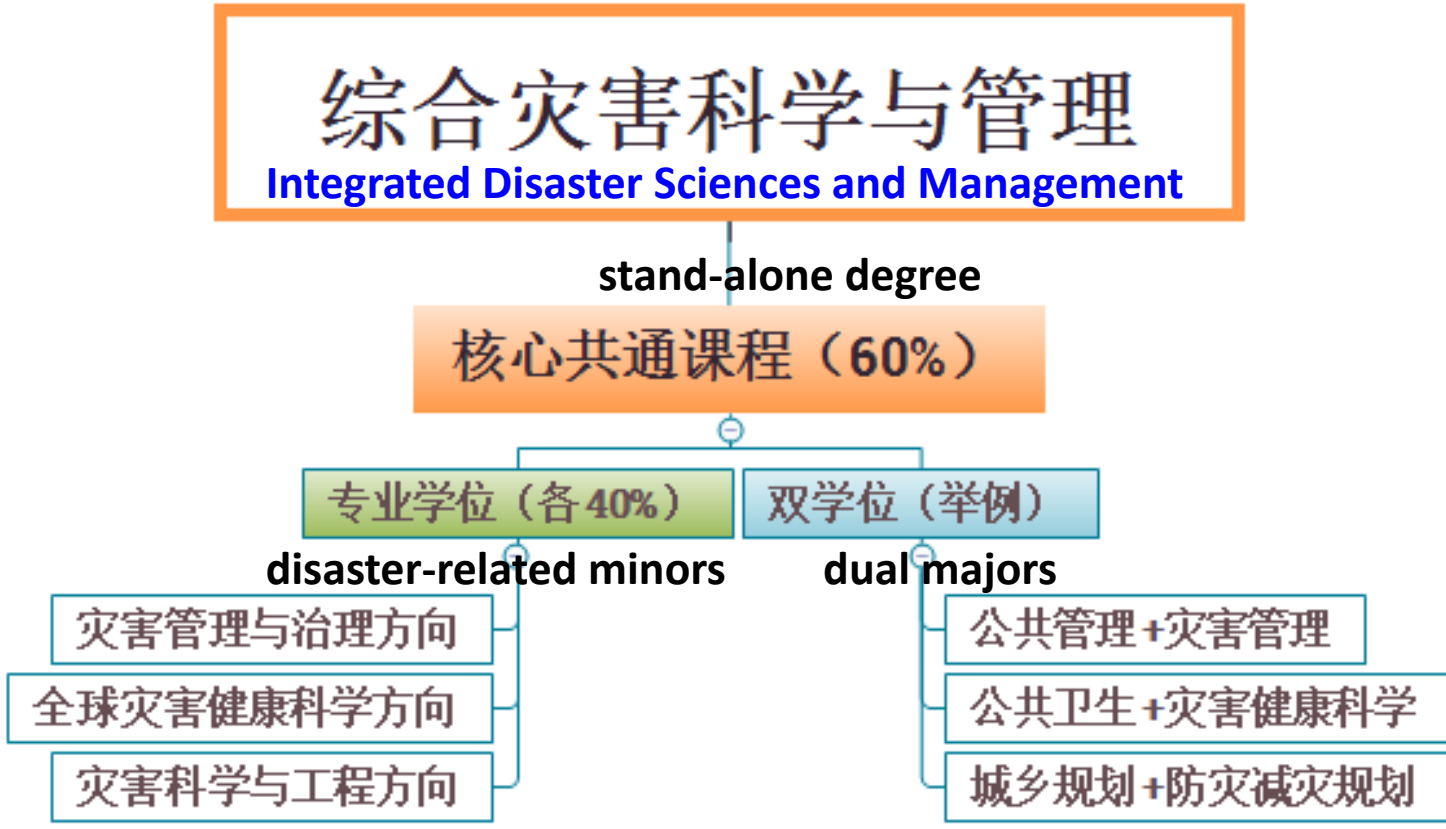 综合灾害科学与管理
Integrated Disaster Sciences and Management
stand-alone degree
核心共通课程（60%）
专业学位（各40%）
双学位（举例）
disaster-related minors
dual majors
灾害管理与治理方向
全球灾害健康科学方向
灾害科学与工程方向
公共管理+灾害管理
公共卫生+灾害健康科学
城乡规划+防灾减灾规划